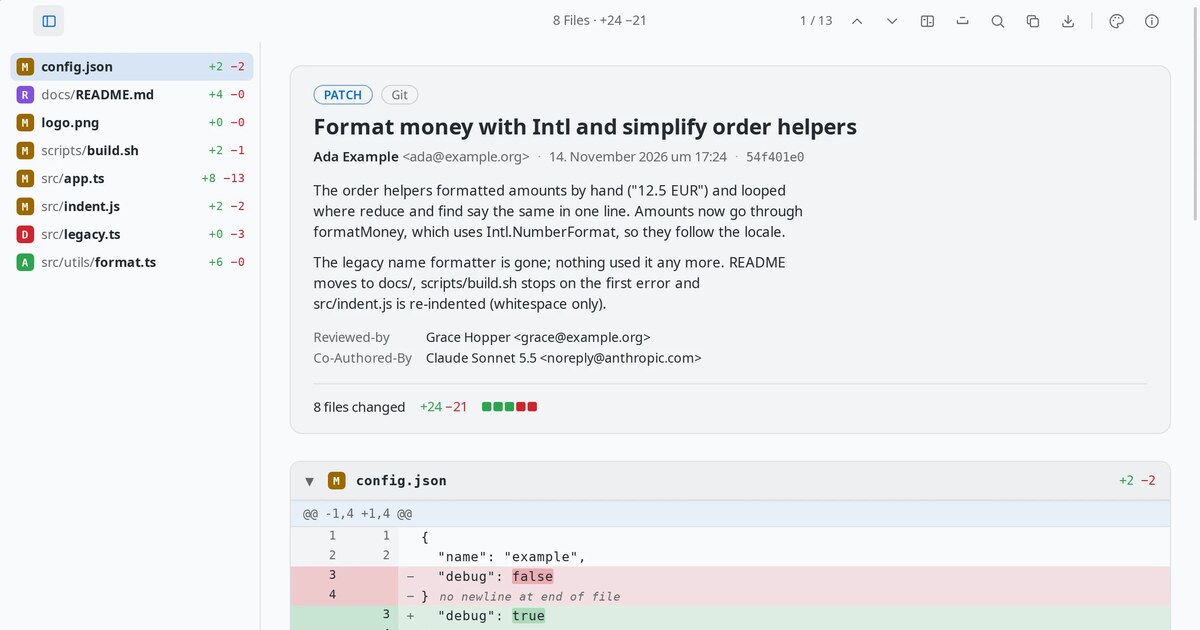 8 Files · +24 −21
1 / 13
M config.json +2 −2
R docs/README.md +4 −0
M logo.png +0 −0
M scripts/build.sh +2 −1
M src/app.ts +8 −13
M src/indent.js +2 −2
D src/legacy.ts +0 −3
A src/utils/format.ts +6 −0
PATCH Git
Format money with Intl and simplify order helpers
Ada Example <ada@example.org> · 14. November 2026 um 17:24 · 54f401e0
The order helpers formatted amounts by hand ("12.5 EUR") and looped
where reduce and find say the same in one line. Amounts now go through
formatMoney, which uses Intl.NumberFormat, so they follow the locale.
The legacy name formatter is gone; nothing used it any more. README
moves to docs/, scripts/build.sh stops on the first error and
src/indent.js is re-indented (whitespace only).
Reviewed-by Grace Hopper <grace@example.org>
Co-Authored-By Claude Sonnet 5.5 <noreply@anthropic.com>
8 files changed +24 −21
▼ M config.json +2 −2
@@ -1,4 +1,4 @@
1 1 {
2 2 "name": "example",
3 − "debug": false
4 − } no newline at end of file
3 + "debug": true